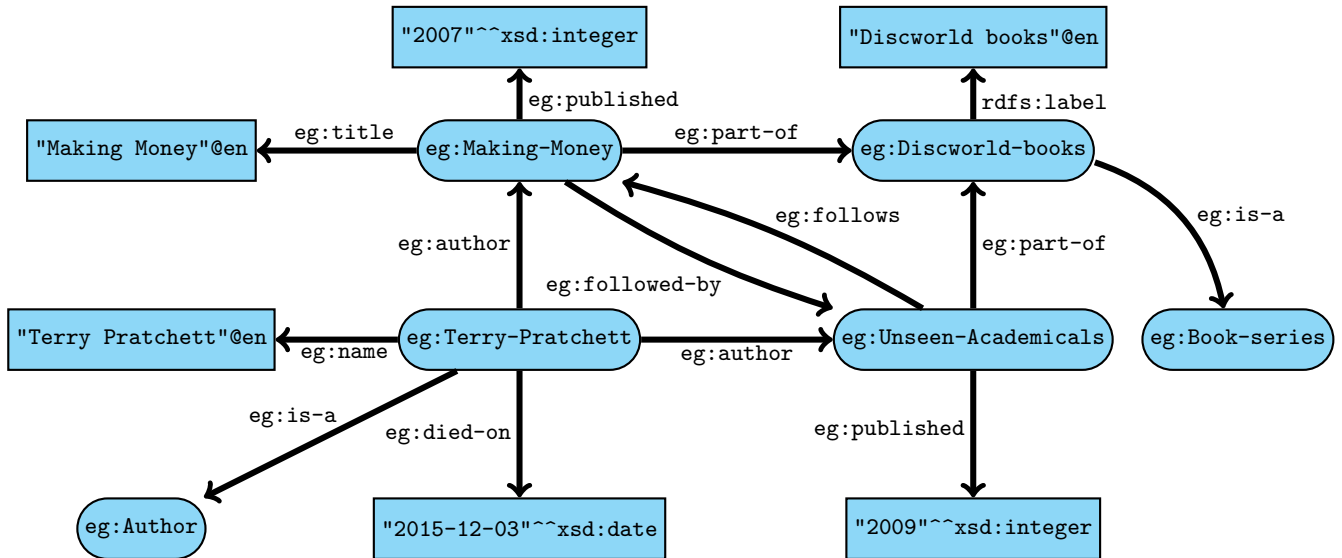 "2007"^^xsd:integer
"Discworld books"@en
eg:published
rdfs:label
"Making Money"@en
eg:title
eg:Making-Money
eg:part-of
eg:Discworld-books
eg:follows
eg:is-a
eg:author
eg:part-of
eg:followed-by
"Terry Pratchett"@en
eg:name
eg:Terry-Pratchett
eg:author
eg:Unseen-Academicals
eg:Book-series
eg:is-a
eg:died-on
eg:published
eg:Author
"2015-12-03"^^xsd:date
"2009"^^xsd:integer